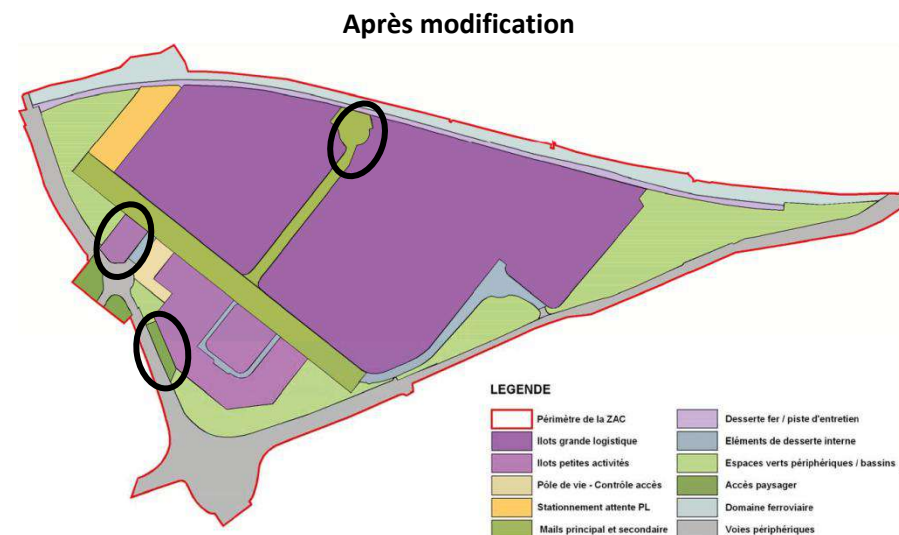 Après modification
LEGENDE
Périmètre de la ZAC
Ilots grande logistique
Ilots petites activités
Pôle de vie - Contrôle accès
Stationnement attente PL
Mails principal et secondaire
Desserte fer / piste d'entretien
Eléments de desserte interne
Espaces verts périphériques / bassins
Accès paysager
Domaine ferroviaire
Voies périphériques